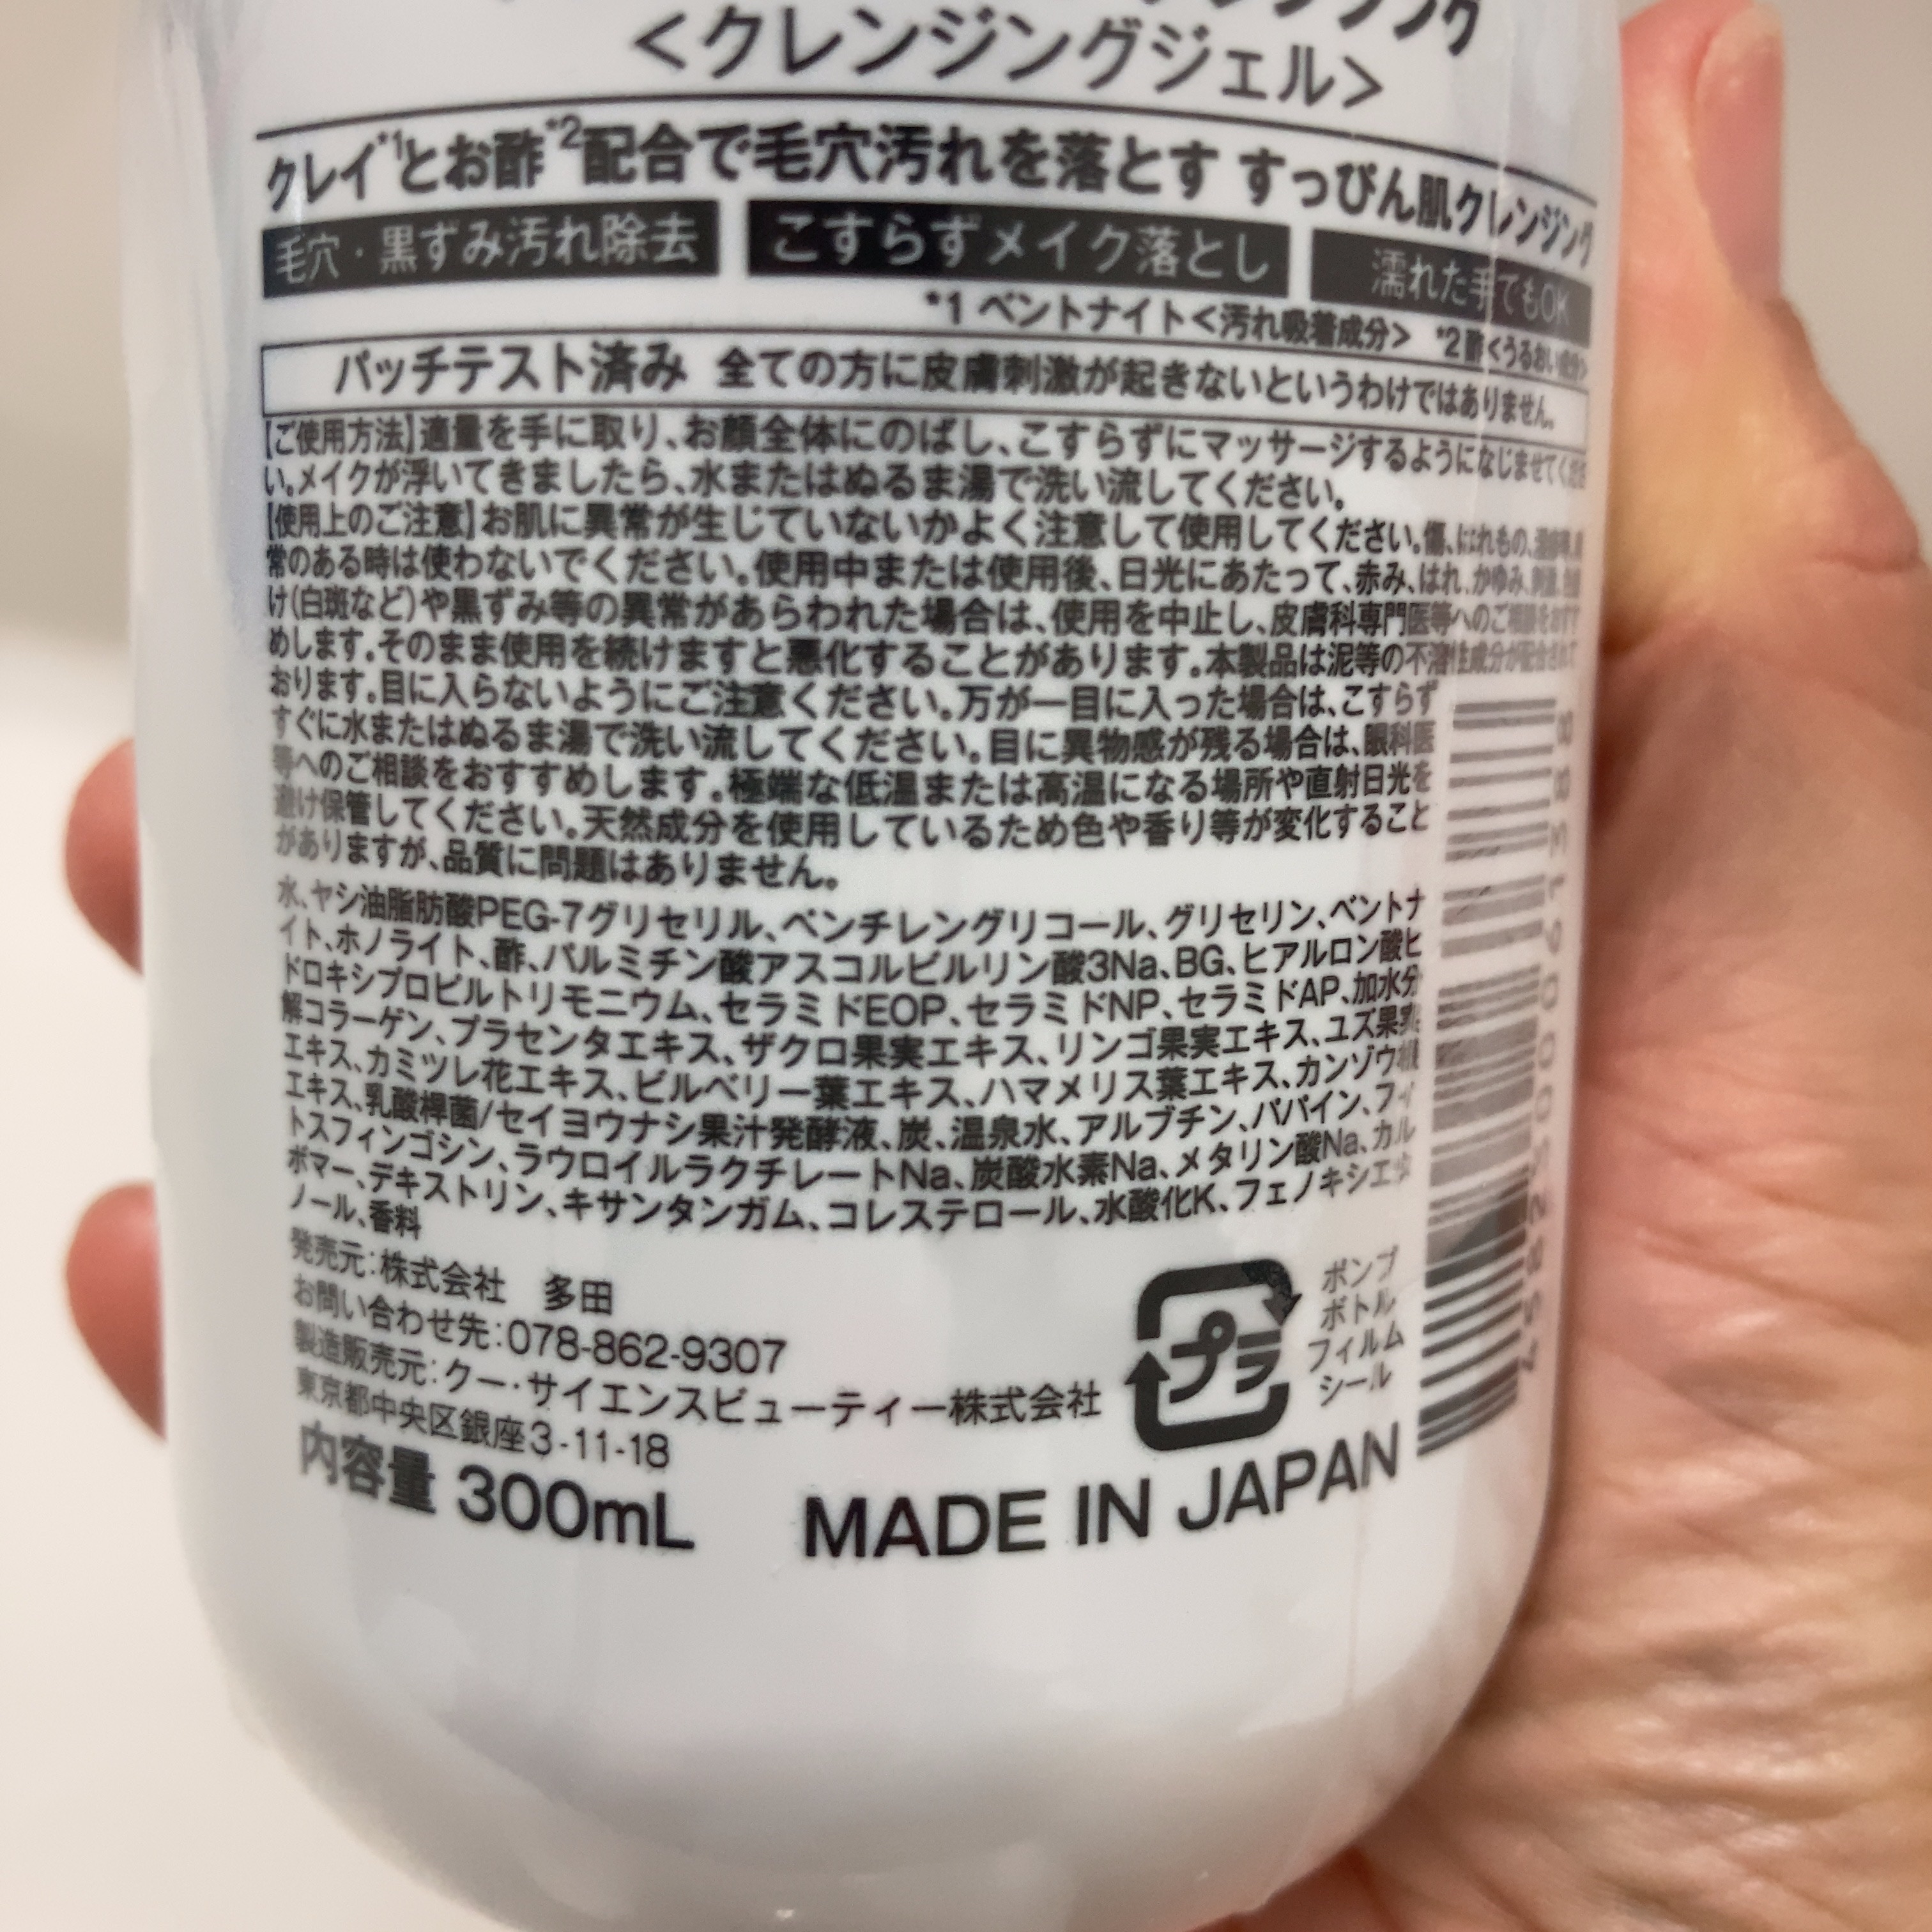 <クレンジングジェル>
クレイ*1とお酢*2配合で毛穴汚れを落とす すっぴん肌クレンジング
毛穴・黒ずみ汚れ除去 こすらずメイク落とし 濡れた手でもOK
*1 ベントナイト<汚れ吸着成分> *2 酢<うるおい成分>
パッチテスト済み 全ての方に皮膚刺激が起きないというわけではありません。
【ご使用方法】適量を手に取り、お顔全体にのばし、こすらずにマッサージするようになじませてくださ
い。メイクが浮いてきましたら、水またはぬるま湯で洗い流してください。
【使用上のご注意】お肌に異常が生じていないかよく注意して使用してください。傷、はれもの、湿疹等、異
常のある時は使わないでください。使用中または使用後、日光にあたって、赤み、はれ、かゆみ、刺激、色抜
け(白斑など)や黒ずみ等の異常があらわれた場合は、使用を中止し、皮膚科専門医等へのご相談をおすす
めします。そのまま使用を続けますと悪化することがあります。本製品は泥等の不溶性成分が配合されて
おります。目に入らないようにご注意ください。万が一目に入った場合は、こすらず
すぐに水またはぬるま湯で洗い流してください。目に異物感が残る場合は、眼科医
等へのご相談をおすすめします。極端な低温または高温になる場所や直射日光を
避け保管してください。天然成分を使用しているため色や香り等が変化すること
がありますが、品質に問題はありません。
水、ヤシ油脂肪酸PEG-7グリセリル、ペンチレングリコール、グリセリン、ベントナ
イト、ホノライト、酢、パルミチン酸アスコルビルリン酸3Na、BG、ヒアルロン酸ヒ
ドロキシプロピルトリモニウム、セラミドEOP、セラミドNP、セラミドAP、加水分
解コラーゲン、プラセンタエキス、ザクロ果実エキス、リンゴ果実エキス、ユズ果実
エキス、カミツレ花エキス、ビルベリー葉エキス、ハマメリス葉エキス、カンゾウ根
エキス、乳酸桿菌/セイヨウナシ果汁発酵液、炭、温泉水、アルブチン、パパイン、フィ
トスフィンゴシン、ラウロイルラクチレートNa、炭酸水素Na、メタリン酸Na、カル
ボマー、デキストリン、キサンタンガム、コレステロール、水酸化K、フェノキシエタ
ノール、香料
発売元:株式会社 多田
お問い合わせ先:078-862-9307
製造販売元:クー・サイエンスビューティー株式会社
東京都中央区銀座3-11-18
内容量 300mL
プラ
ポンプ
ボトル
フィルム
シール
MADE IN JAPAN